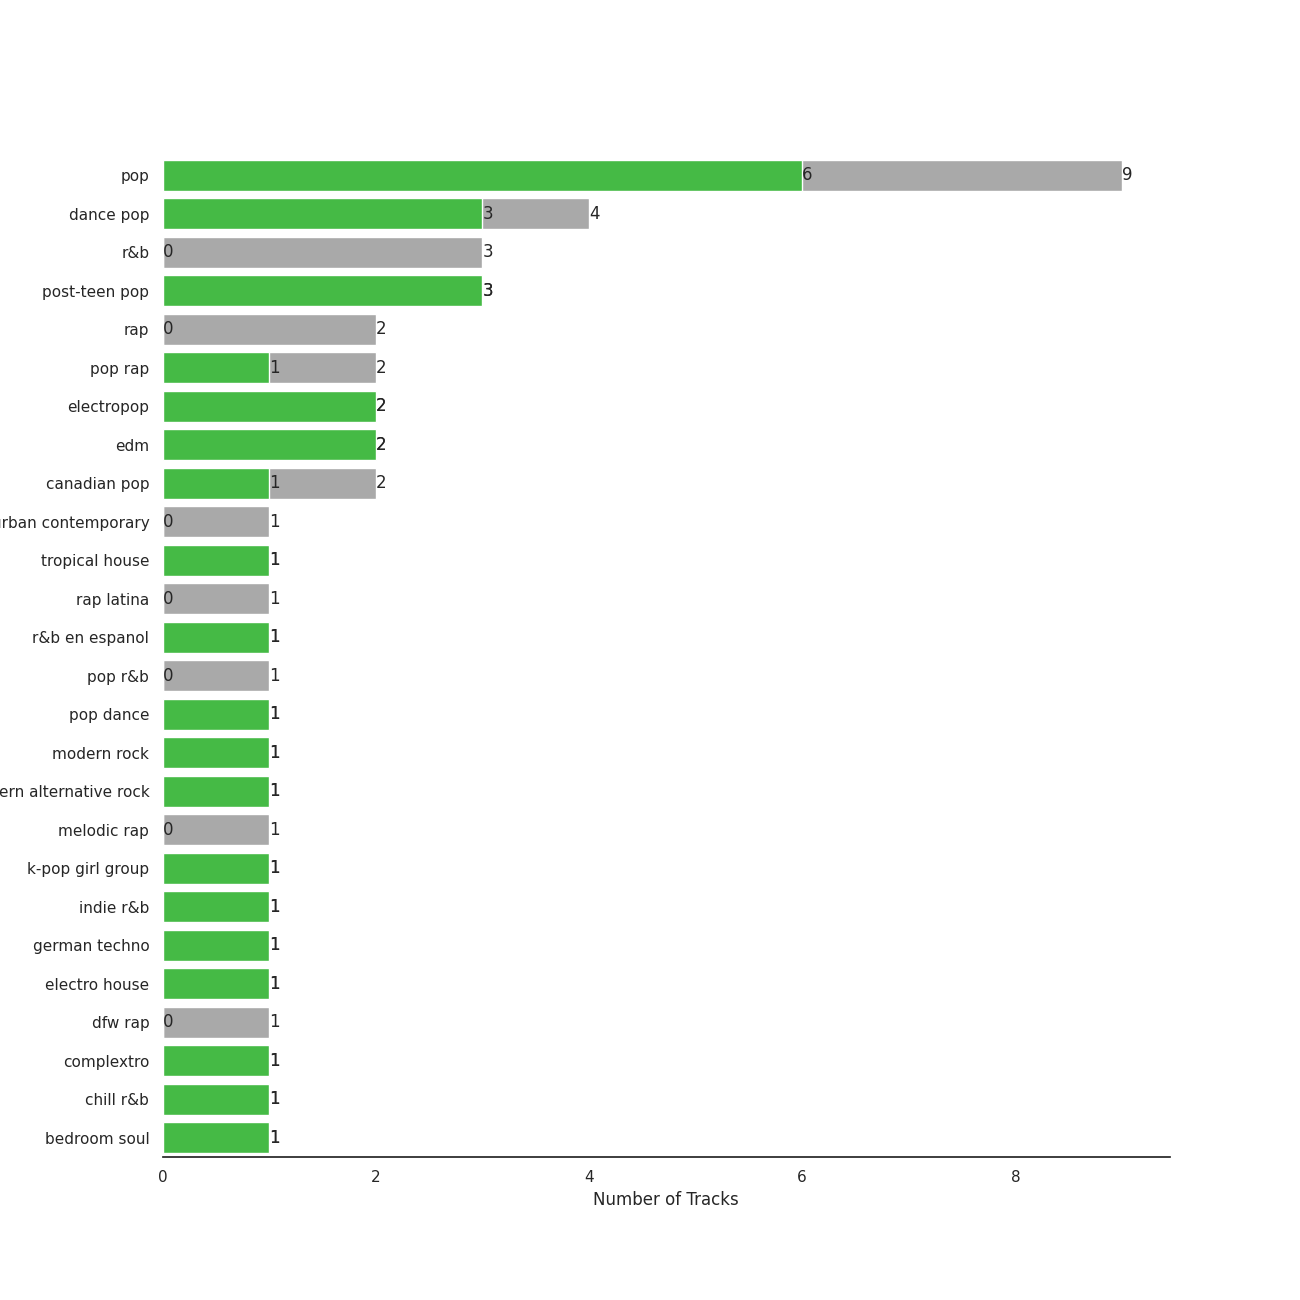 pop 6 9
dance pop 3 4
r&b 0 3
post-teen pop 3
rap 0 2
pop rap 1 2
electropop 2
edm 2
canadian pop 1 2
contemporary 0 1
tropical house 1
rap latina 0 1
r&b en espanol 1
pop r&b 0 1
pop dance 1
modern rock 1
alternative rock 1
melodic rap 0 1
k-pop girl group 1
indie r&b 1
german techno 1
electro house 1
dfw rap 0 1
complextro 1
chill r&b 1
bedroom soul 1
0 2 4 6 8
Number of Tracks